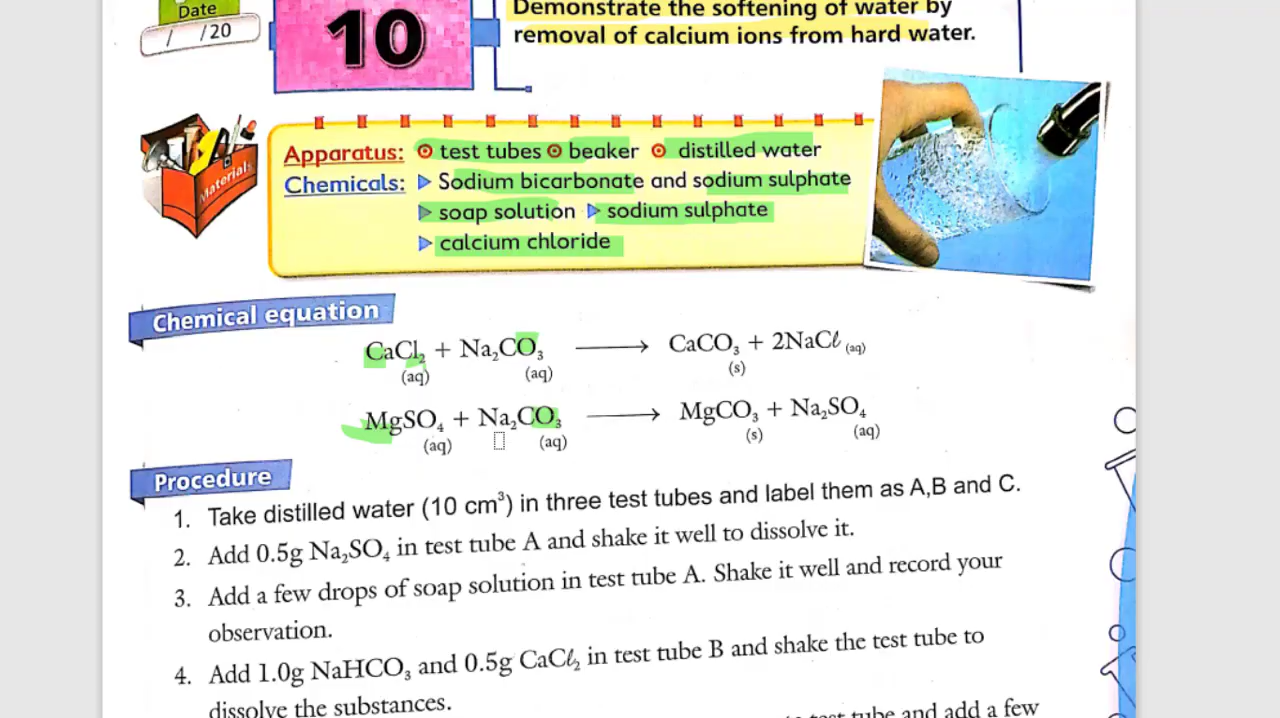 Date
/ /20
10
Demonstrate the softening of water by
removal of calcium ions from hard water.
Materials
Apparatus: test tubes beaker distilled water
Chemicals: Sodium bicarbonate and sodium sulphate
soap solution sodium sulphate
calcium chloride
Chemical equation
CaCl₂ + Na₂CO₃ ⟶ CaCO₃ + 2NaCl (aq)
(aq) (aq) (s)
MgSO₄ + Na₂CO₃ ⟶ MgCO₃ + Na₂SO₄
(aq) (aq) (s) (aq)
Procedure
1. Take distilled water (10 cm³) in three test tubes and label them as A,B and C.
2. Add 0.5g Na₂SO₄ in test tube A and shake it well to dissolve it.
3. Add a few drops of soap solution in test tube A. Shake it well and record your
observation.
4. Add 1.0g NaHCO₃ and 0.5g CaCl₂ in test tube B and shake the test tube to
dissolve the substances.
test tube and add a few